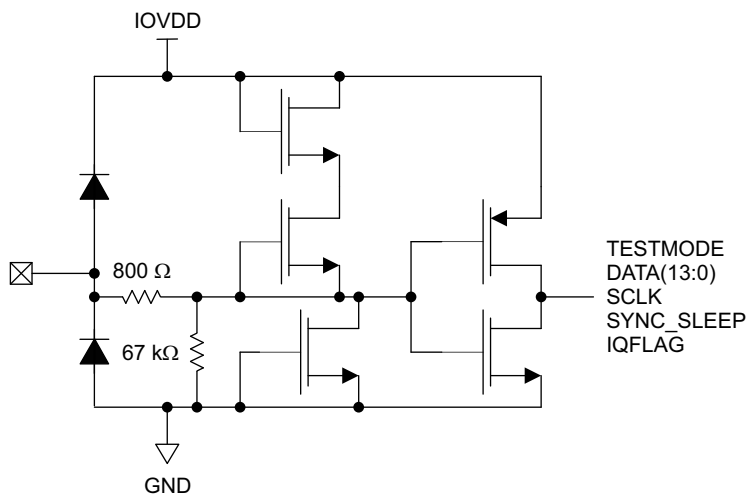 IOVDD
800 Ω
67 kΩ
GND
TESTMODE
DATA(13:0)
SCLK
SYNC_SLEEP
IQFLAG